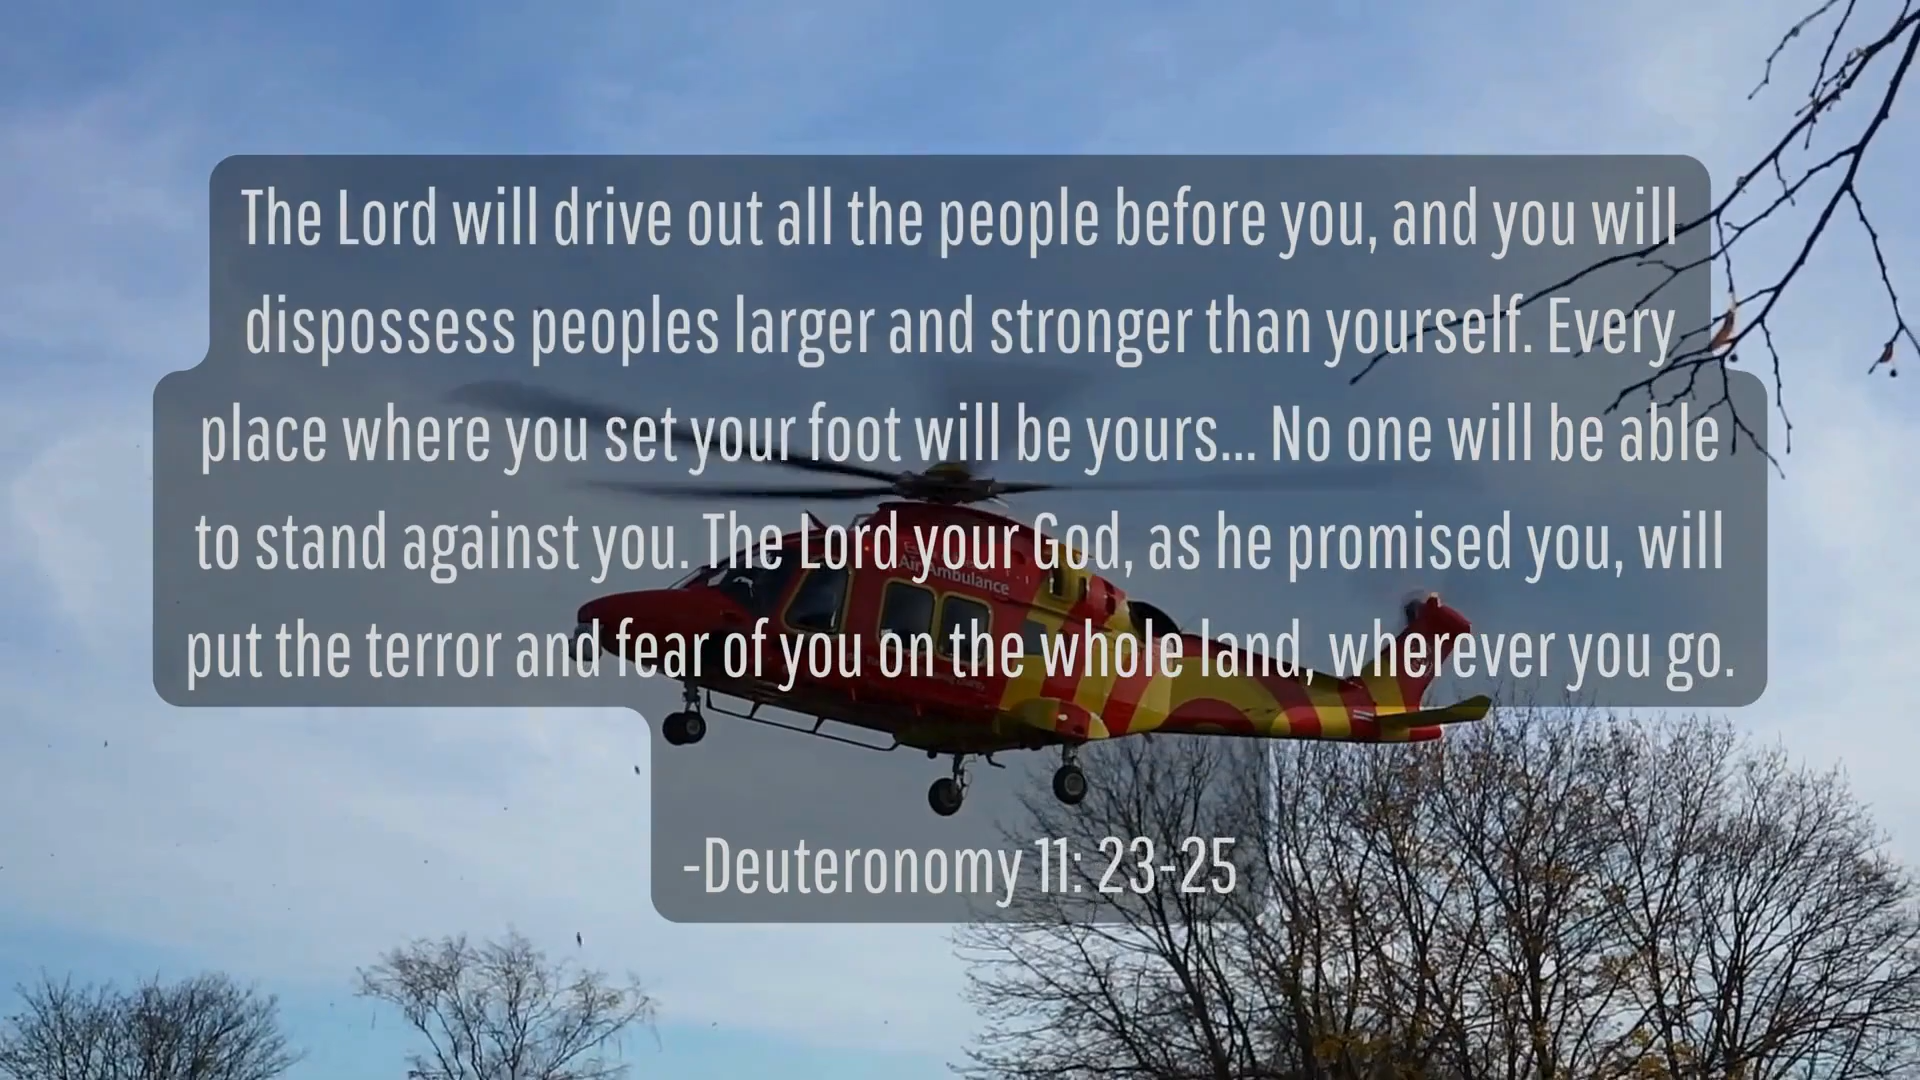 The Lord will drive out all the people before you, and you will
dispossess peoples larger and stronger than yourself. Every
place where you set your foot will be yours... No one will be able
to stand against you. The Lord your God, as he promised you, will
put the terror and fear of you on the whole land, wherever you go.
-Deuteronomy 11: 23-25
Air Ambulance